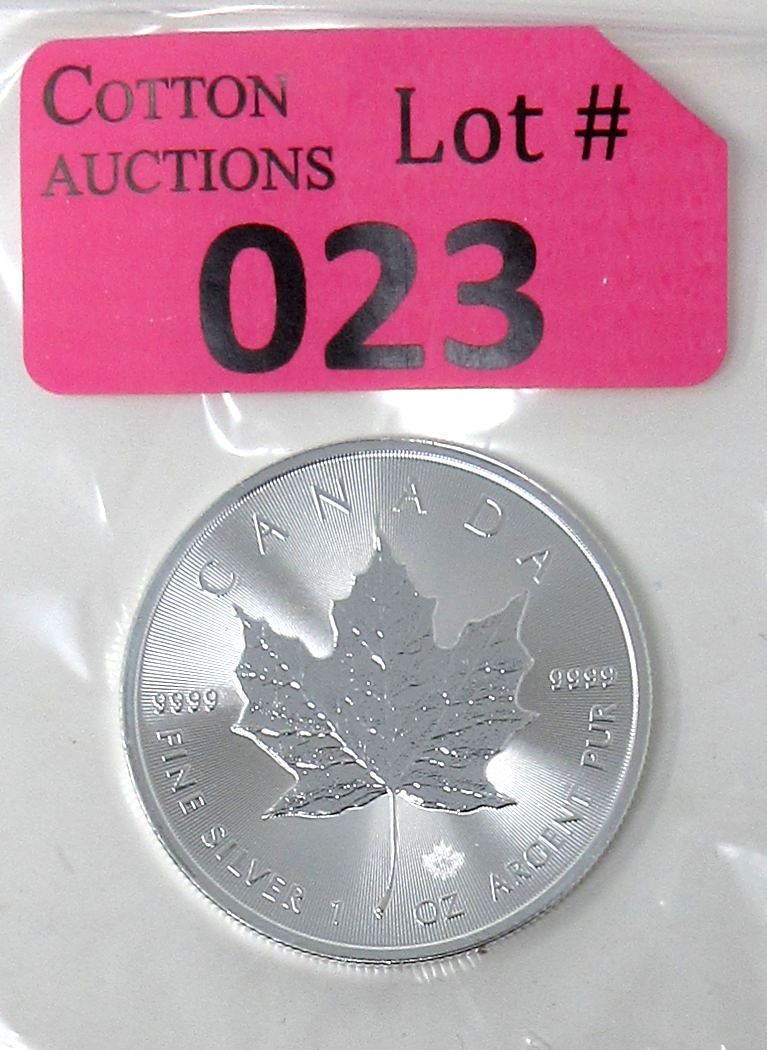 COTTON
AUCTIONS
Lot #
023
CANADA
9999
9999
FINE SILVER 1 OZ ARGENT PUR